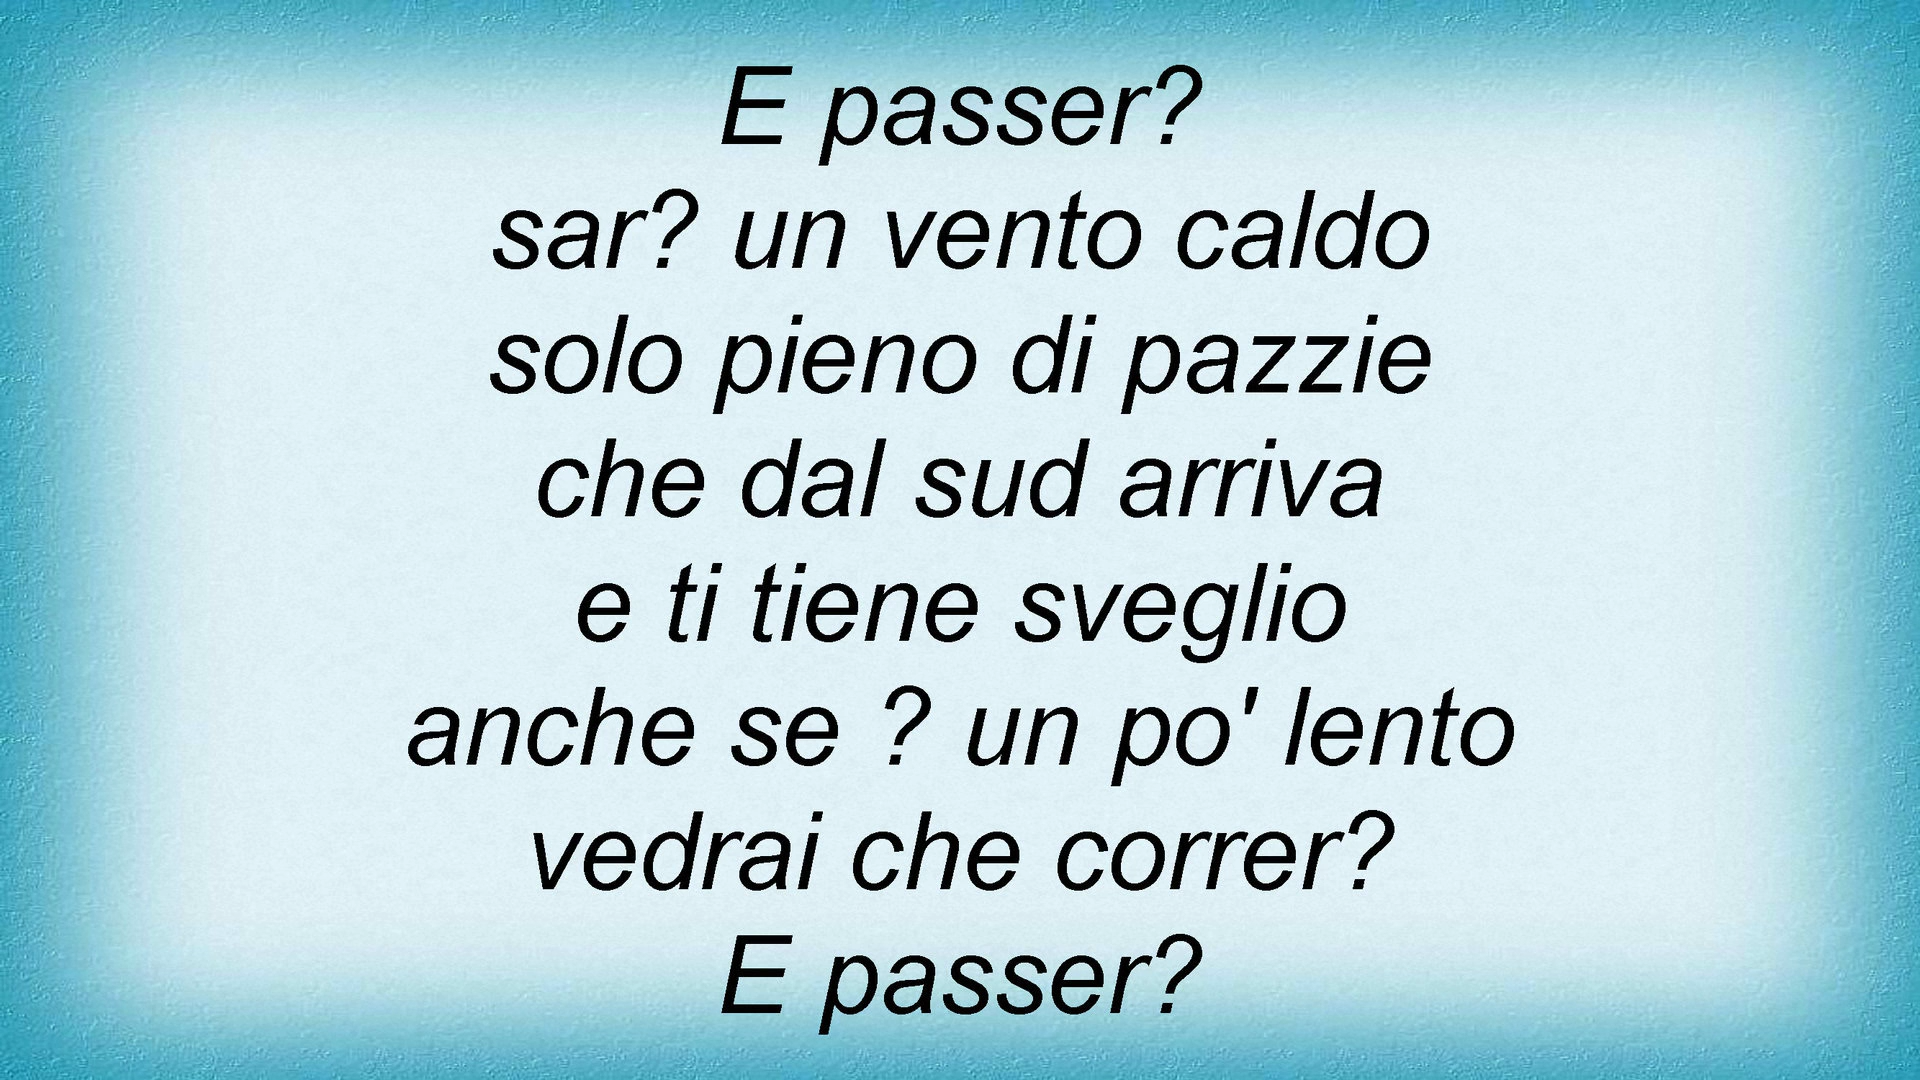 E passer?
sar? un vento caldo
solo pieno di pazzie
che dal sud arriva
e ti tiene sveglio
anche se ? un po' lento
vedrai che correr?
E passer?